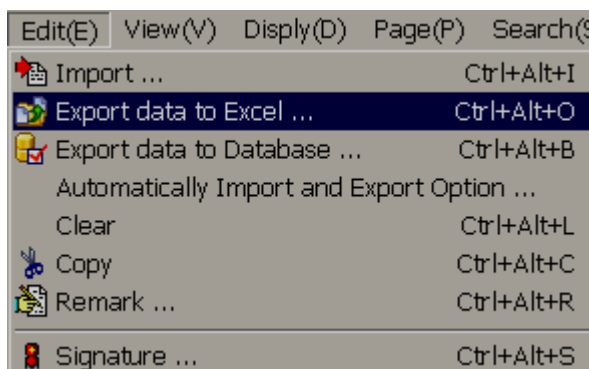 Edit(E) View(V) Disply(D) Page(P) Search(S
Import ... Ctrl+Alt+I
Export data to Excel ... Ctrl+Alt+O
Export data to Database ... Ctrl+Alt+B
Automatically Import and Export Option ...
Clear Ctrl+Alt+L
Copy Ctrl+Alt+C
Remark ... Ctrl+Alt+R
Signature ... Ctrl+Alt+S